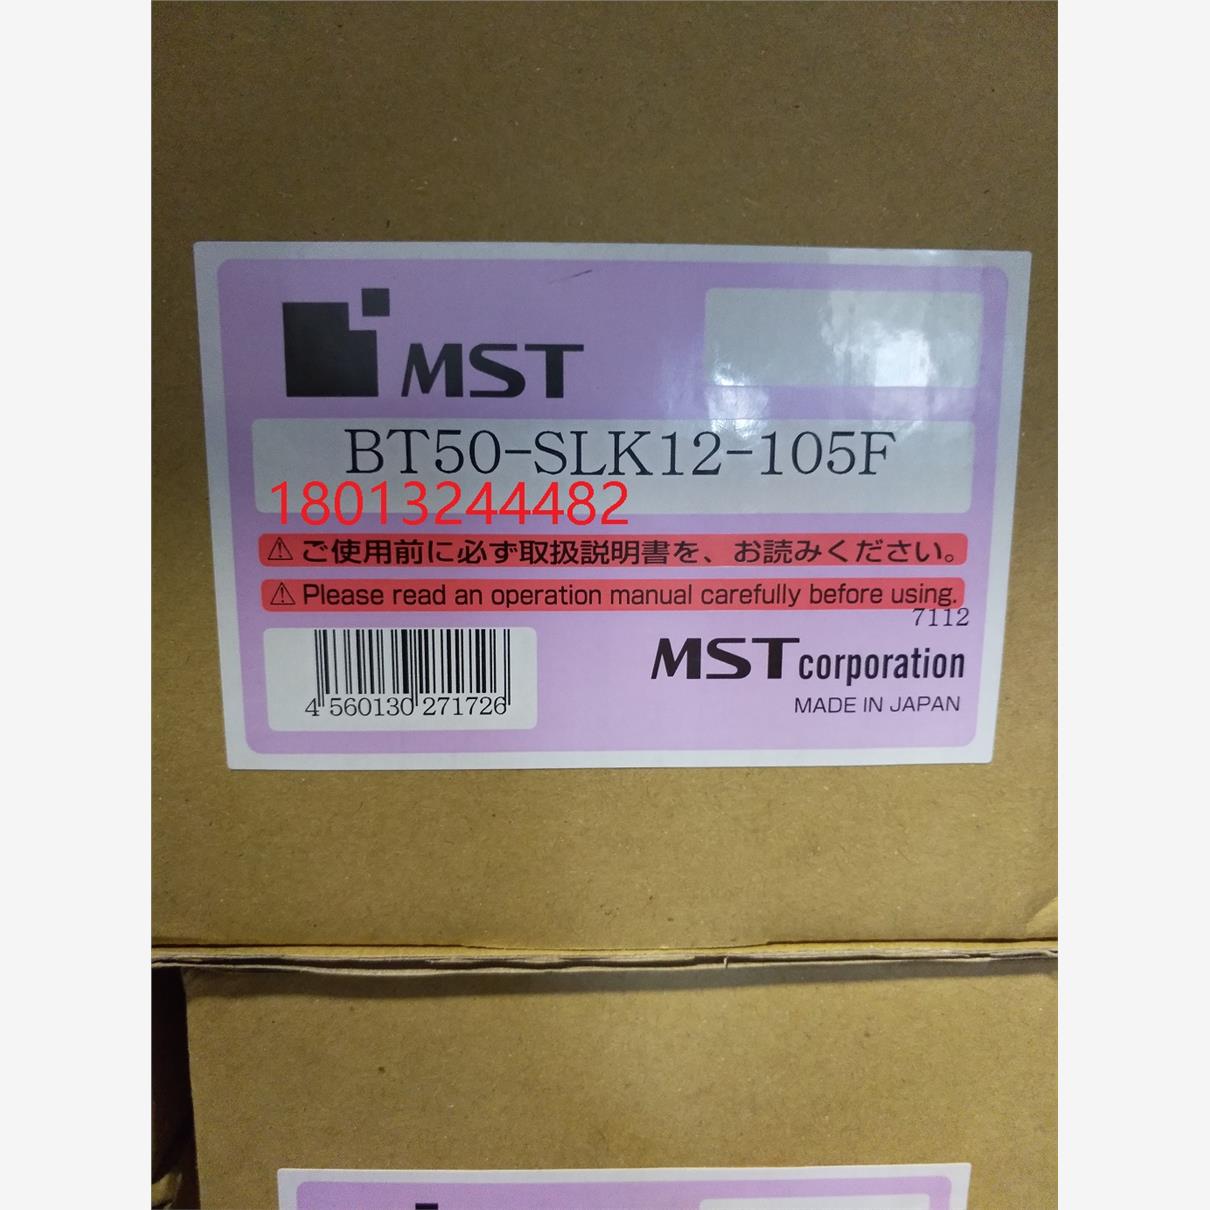 MST
BT50-SLK12-105F
18013244482
⚠ご使用前に必ず取扱説明書を、お読みください。
⚠Please read an operation manual carefully before using.
7112
MST corporation
MADE IN JAPAN
4 560130 271726